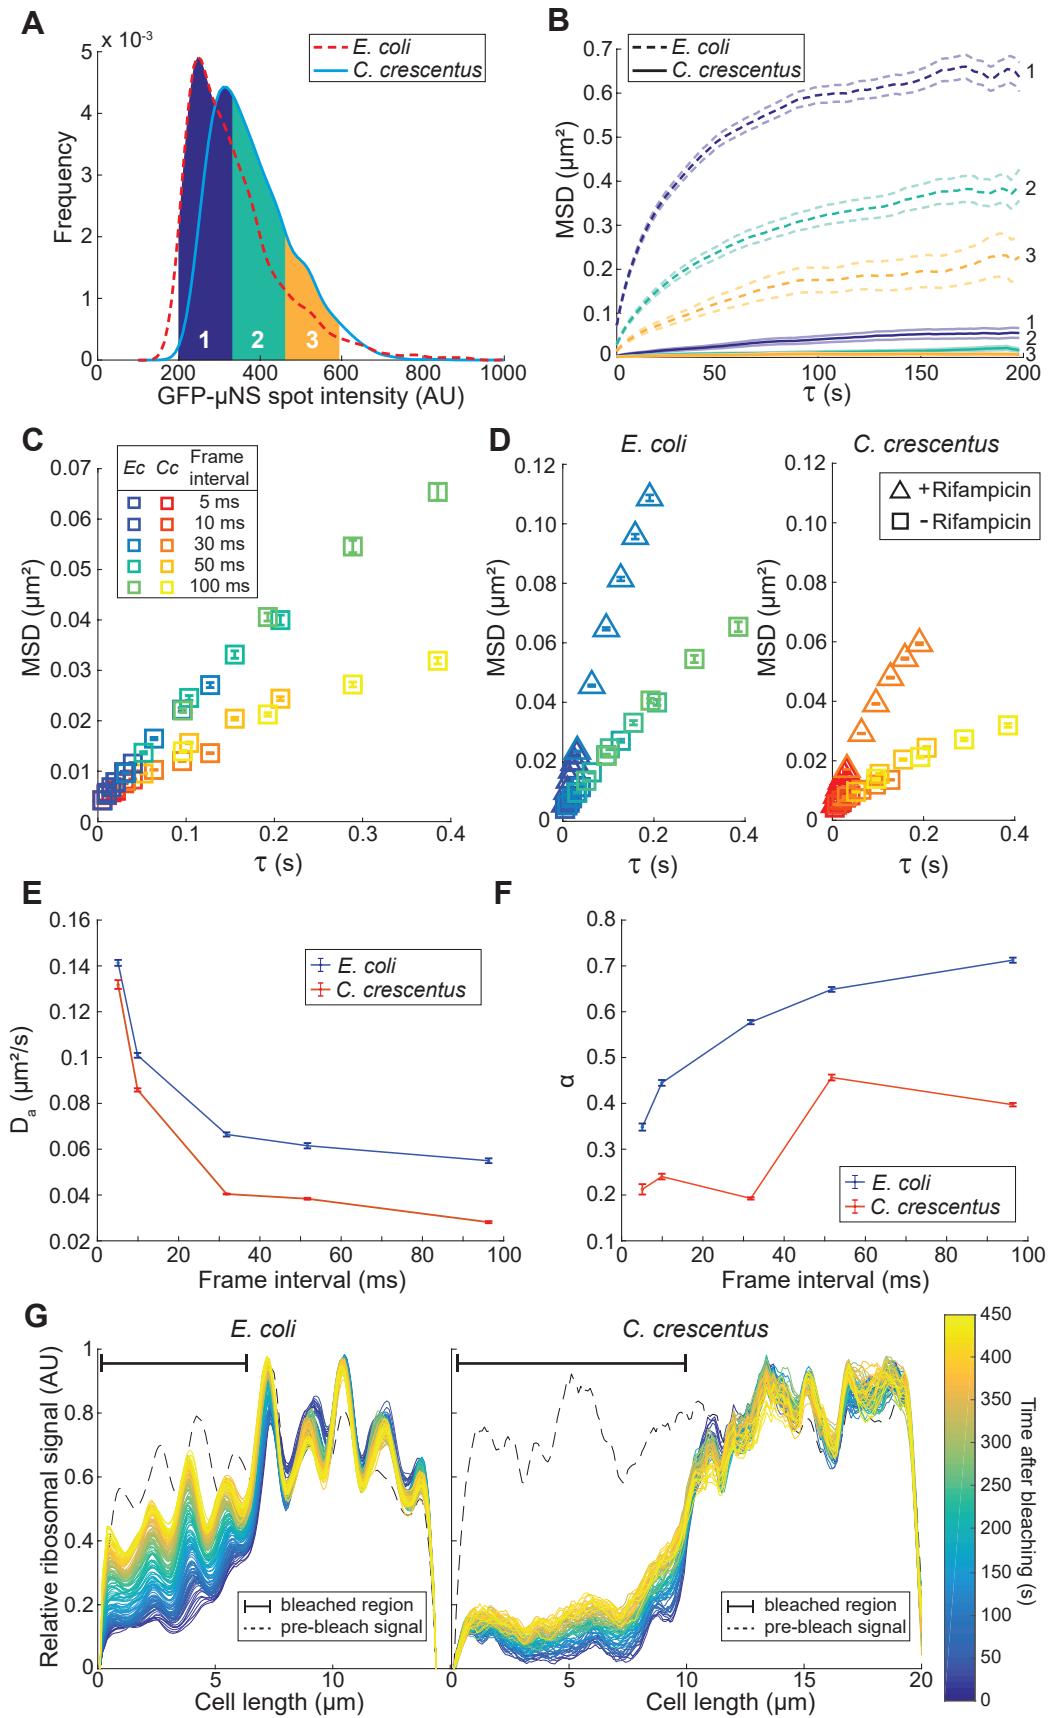 A
x 10⁻³
E. coli
C. crescentus
5
4
3
2
1
0
Frequency
1 2 3
0 200 400 600 800 1000
GFP-µNS spot intensity (AU)
B
E. coli
C. crescentus
0.7
0.6
0.5
0.4
0.3
0.2
0.1
0
MSD (µm²)
1
2
3
1
2
3
0 50 100 150 200
τ (s)
C
Ec Cc Frame interval
5 ms
10 ms
30 ms
50 ms
100 ms
0.07
0.06
0.05
0.04
0.03
0.02
0.01
0
MSD (µm²)
0 0.1 0.2 0.3 0.4
τ (s)
D
E. coli
0.12
0.10
0.08
0.06
0.04
0.02
0
MSD (µm²)
0 0.2 0.4
τ (s)
C. crescentus
+Rifampicin
-Rifampicin
0.12
0.10
0.08
0.06
0.04
0.02
0
MSD (µm²)
0 0.2 0.4
τ (s)
E
E. coli
C. crescentus
0.16
0.14
0.12
0.1
0.08
0.06
0.04
0.02
Dₐ (µm²/s)
0 20 40 60 80 100
Frame interval (ms)
F
0.8
0.7
0.6
0.5
0.4
0.3
0.2
0.1
α
E. coli
C. crescentus
0 20 40 60 80 100
Frame interval (ms)
G
E. coli
1
0.8
0.6
0.4
0.2
0
Relative ribosomal signal (AU)
bleached region
pre-bleach signal
0 5 10
Cell length (µm)
C. crescentus
bleached region
pre-bleach signal
0 5 10 15 20
Cell length (µm)
450
400
350
300
250
200
150
100
50
0
Time after bleaching (s)